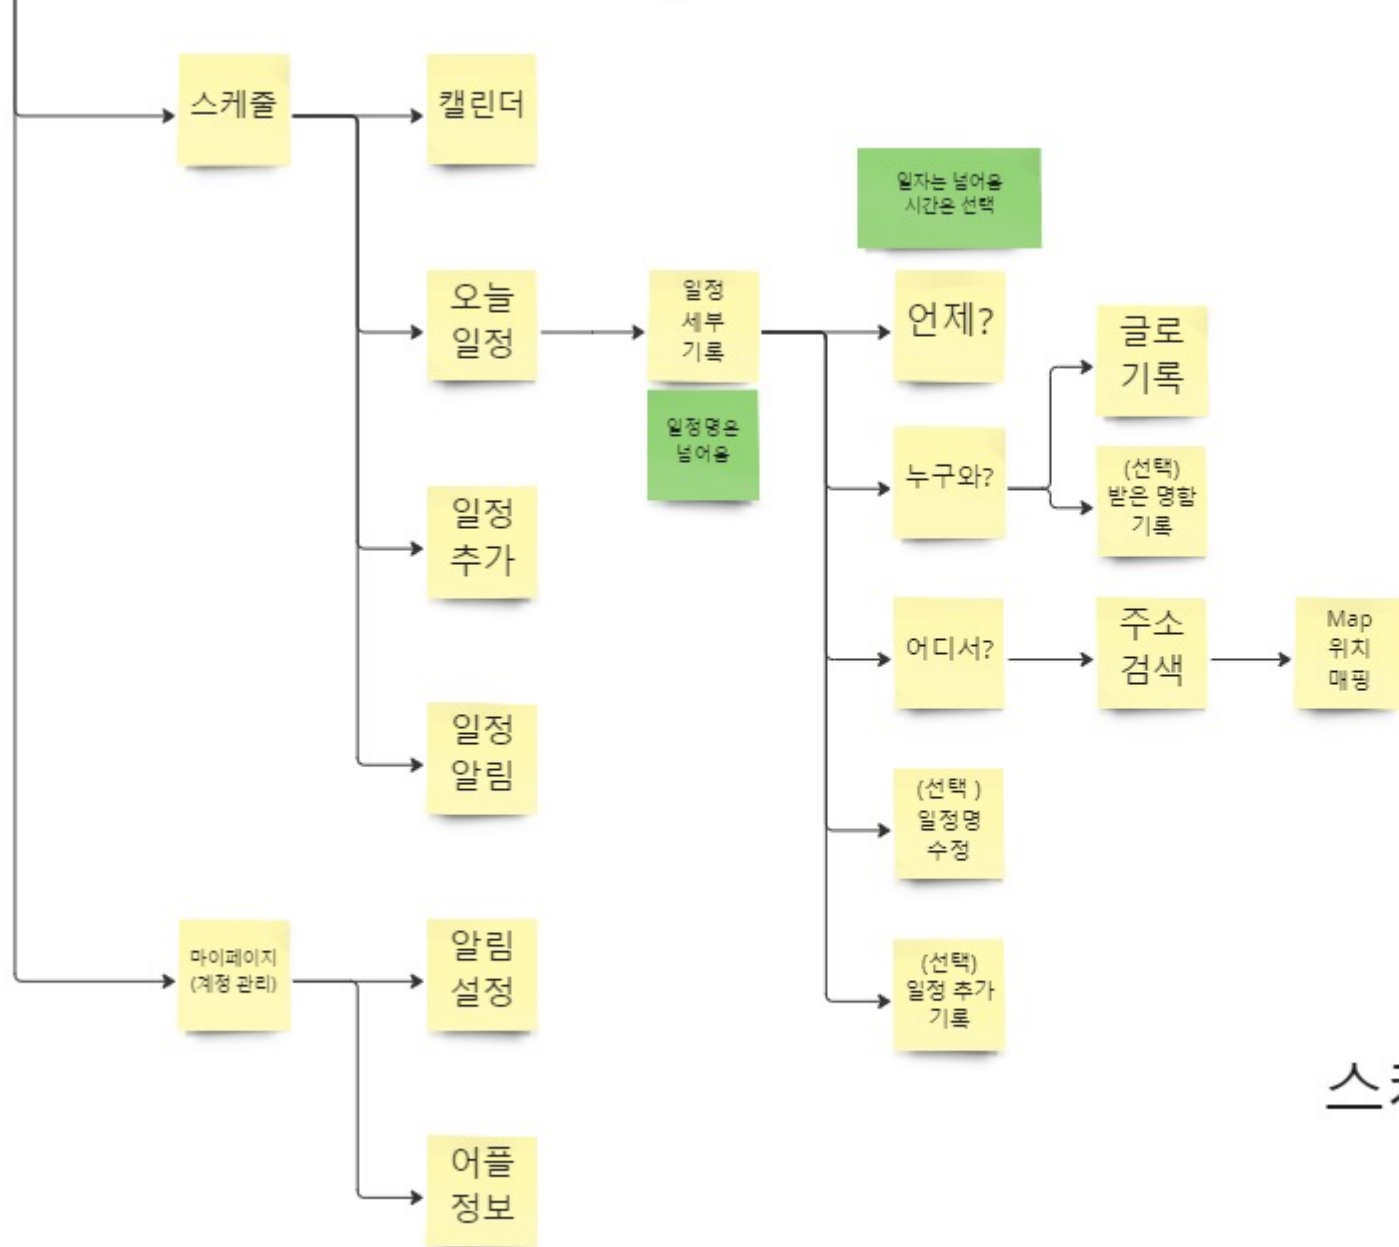 스케줄
캘린더
일자는 넘어옴
시간은 선택
오늘
일정
일정
세부
기록
언제?
글로
기록
일정명은
넘어옴
누구와?
(선택)
받은 명함
기록
일정
추가
어디서?
주소
검색
Map
위치
매핑
일정
알림
(선택 )
일정명
수정
마이페이지
(계정 관리)
알림
설정
(선택)
일정 추가
기록
어플
정보